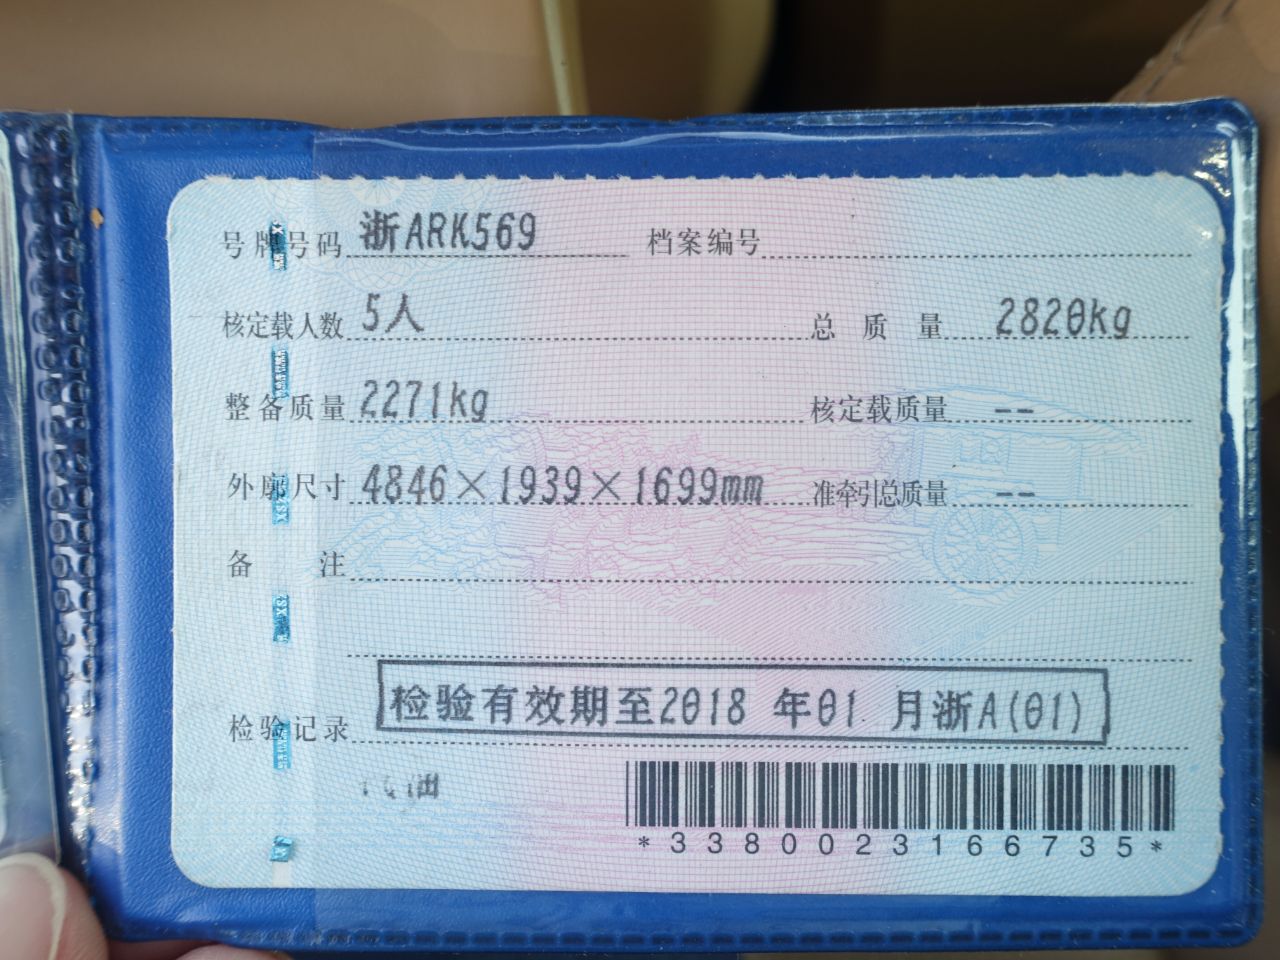 号牌号码 浙ARK569 档案编号
核定载人数 5人 总质量 2820kg
整备质量 2271kg 核定载质量 --
外廓尺寸 4846×1939×1699mm 准牵引总质量 --
备注
检验记录 检验有效期至2018年01月浙A(01)
*3380023166735*